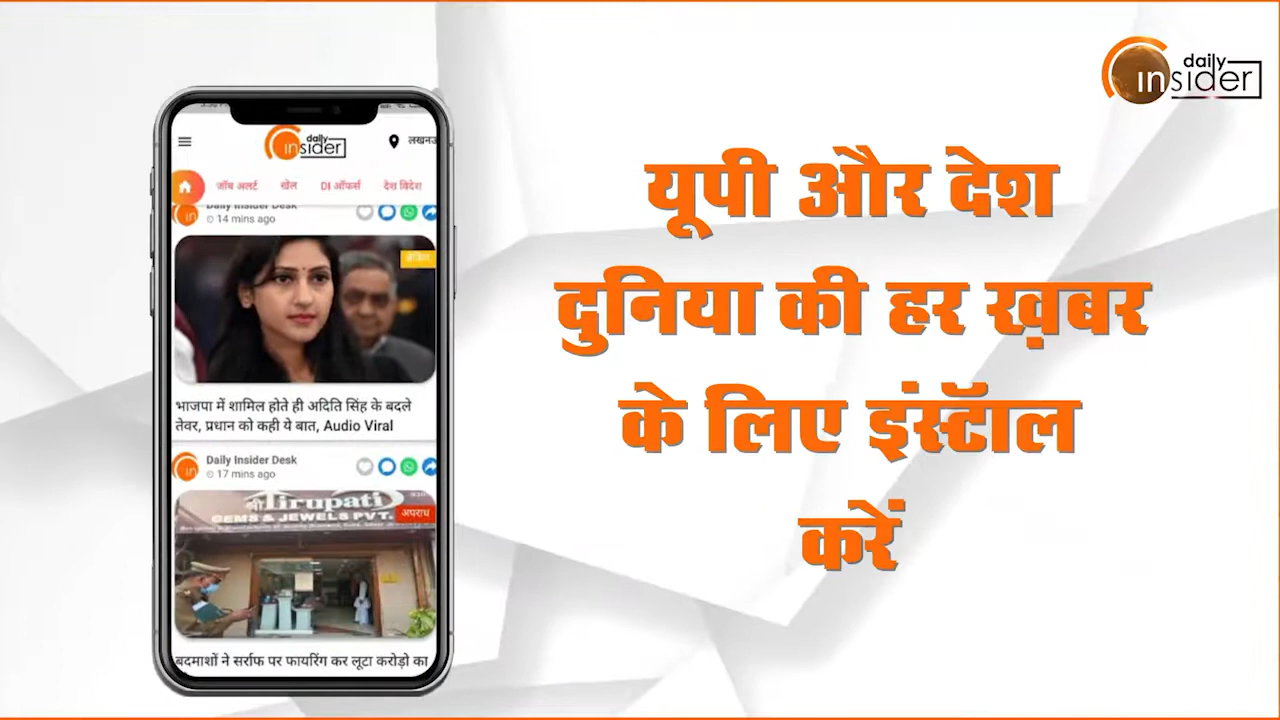 daily
insider
daily
insider
लखनऊ
जॉब अलर्ट खेल DI ऑफर्स देश विदेश
Daily Insider Desk
14 mins ago
भाजपा में शामिल होते ही अदिति सिंह के बदले
तेवर, प्रधान को कही ये बात, Audio Viral
Daily Insider Desk
17 mins ago
श्री Tirupati
GEMS & JEWELS PVT.
अपराध
बदमाशों ने सर्राफ पर फायरिंग कर लूटा करोड़ो का
यूपी और देश
दुनिया की हर ख़बर
के लिए इंस्टॉल
करें